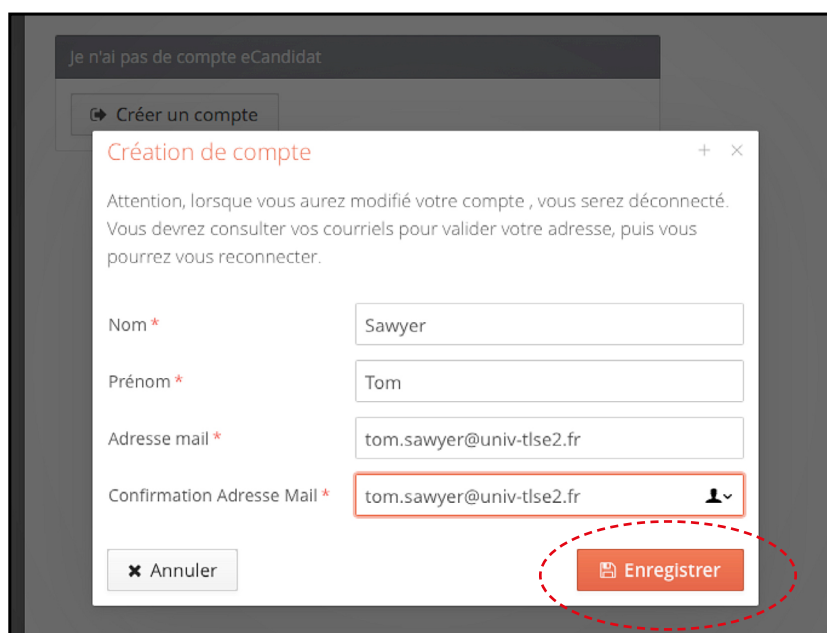 Je n'ai pas de compte eCandidat
Créer un compte
Création de compte
Attention, lorsque vous aurez modifié votre compte , vous serez déconnecté.
Vous devrez consulter vos courriels pour valider votre adresse, puis vous
pourrez vous reconnecter.
Nom * Sawyer
Prénom * Tom
Adresse mail * tom.sawyer@univ-tlse2.fr
Confirmation Adresse Mail * tom.sawyer@univ-tlse2.fr
Annuler Enregistrer